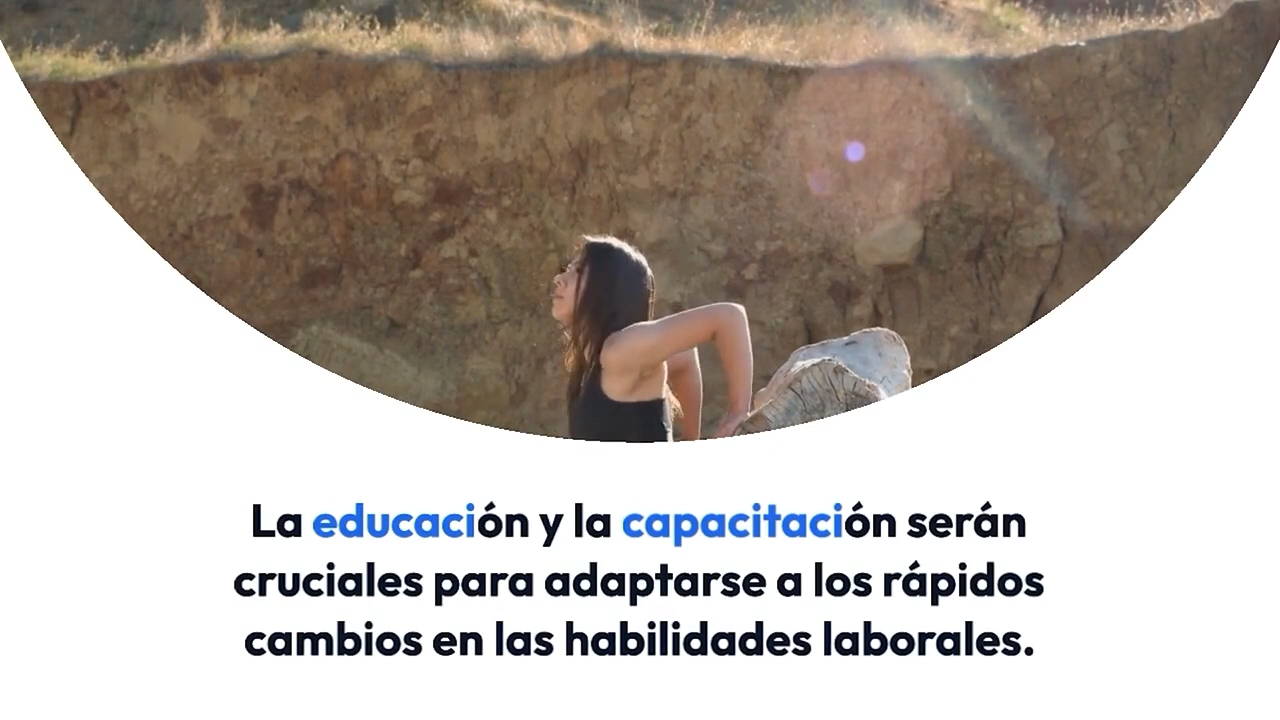 La educación y la capacitación serán
cruciales para adaptarse a los rápidos
cambios en las habilidades laborales.